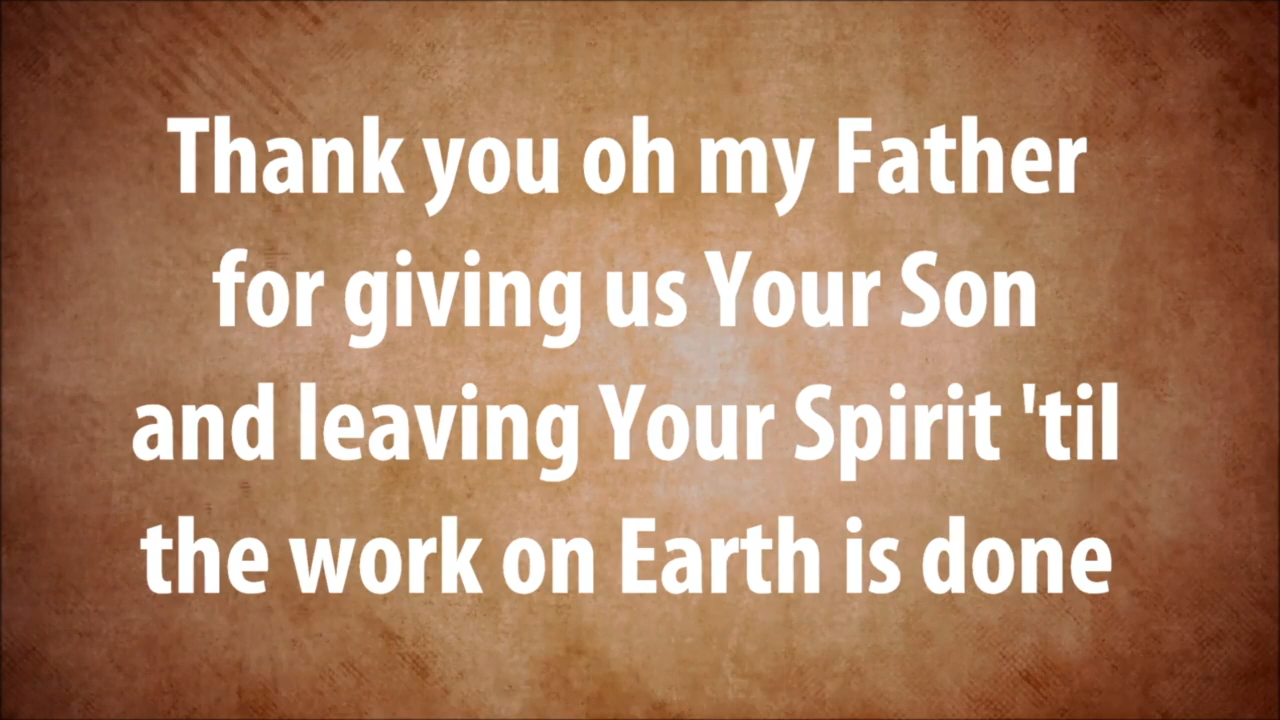 Thank you oh my Father
for giving us Your Son
and leaving Your Spirit 'til
the work on Earth is done